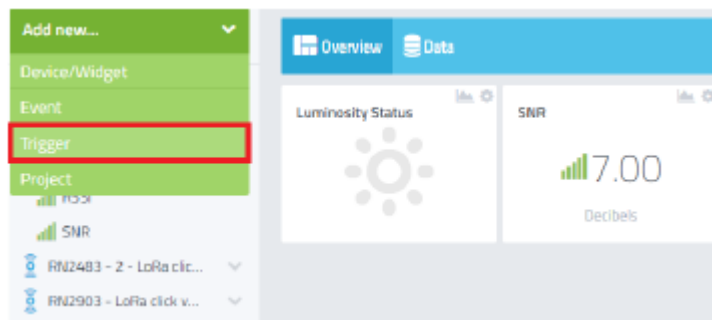 Add new...
Device/Widget
Event
Trigger
Project
RSSI
SNR
RN2483 - 2 - LoRa clic...
RN2903 - LoRa click v...
Overview
Data
Luminosity Status
SNR
7.00
Decibels